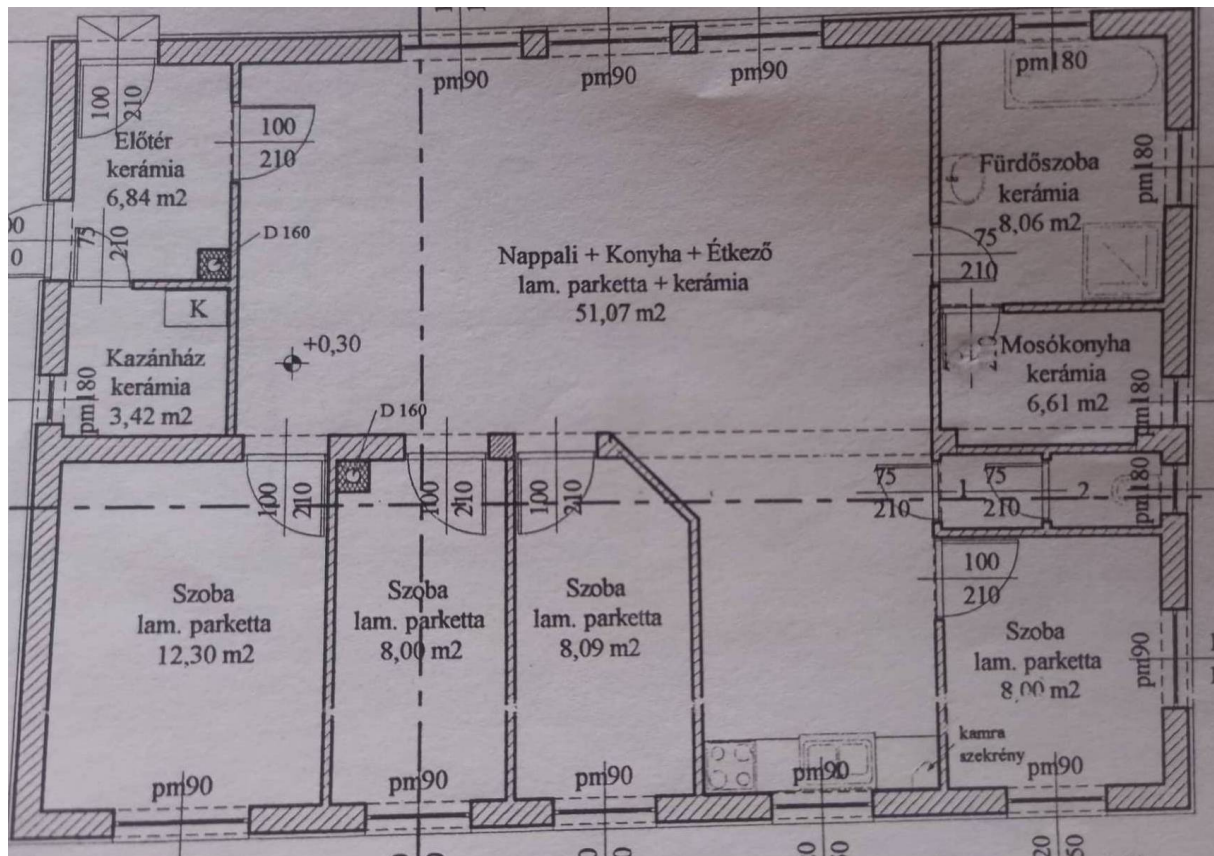 pm90
pm90
pm90
pm180
100
210
Előtér
kerámia
6,84 m2
100
210
D 160
75
210
K
Kazánház
kerámia
3,42 m2
pm180
+0,30
Nappali + Konyha + Étkező
lam. parketta + kerámia
51,07 m2
Fürdőszoba
kerámia
8,06 m2
pm180
75
210
Mosókonyha
kerámia
6,61 m2
pm180
D 160
100
210
100
210
100
210
75
210
1
75
210
2
pm180
Szoba
lam. parketta
12,30 m2
Szoba
lam. parketta
8,00 m2
Szoba
lam. parketta
8,09 m2
100
210
Szoba
lam. parketta
8,00 m2
pm90
kamra
szekrény
pm90
pm90
pm90
pm90
pm90